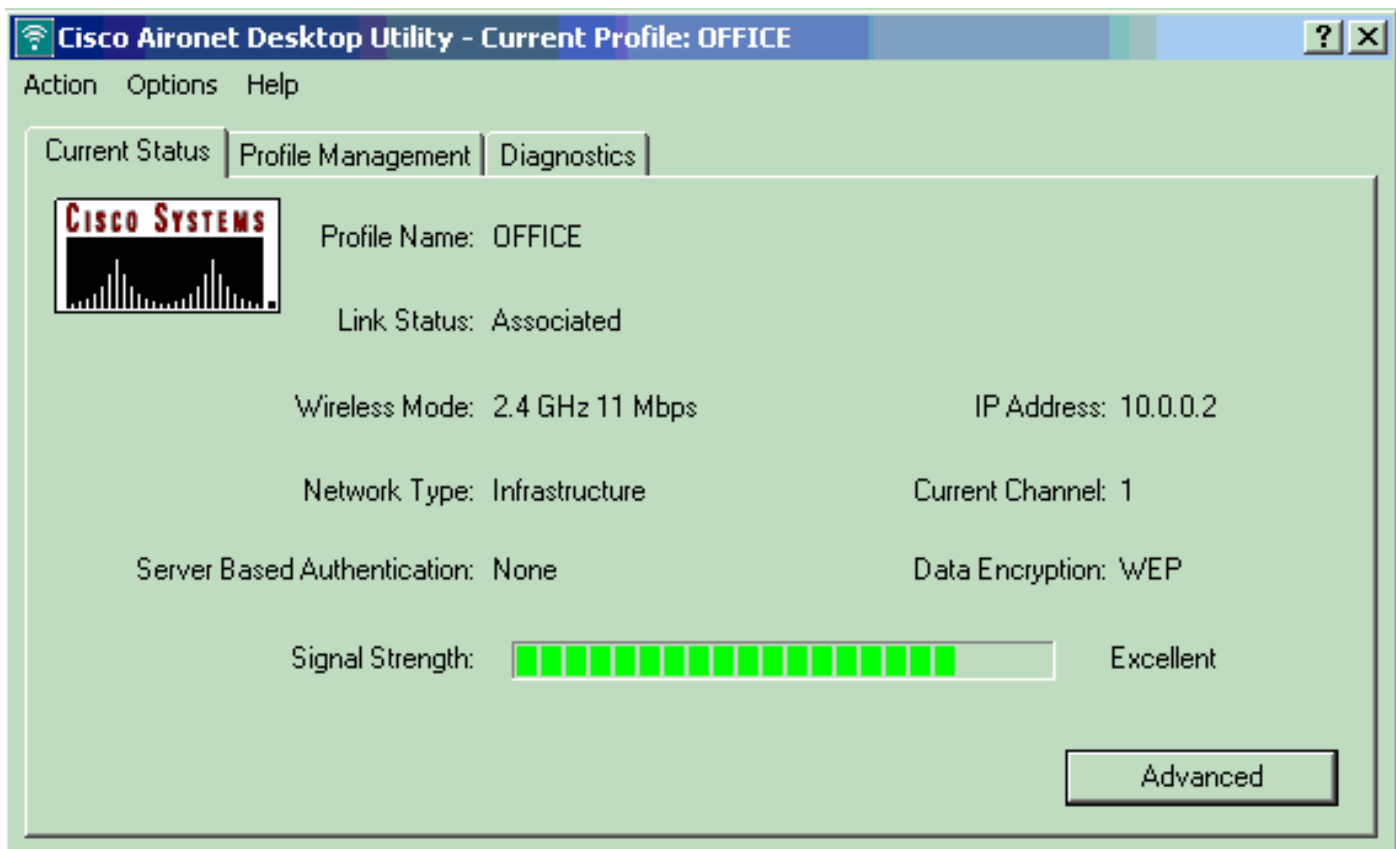 Cisco Aironet Desktop Utility - Current Profile: OFFICE
Action Options Help
Current Status Profile Management Diagnostics
CISCO SYSTEMS
Profile Name: OFFICE
Link Status: Associated
Wireless Mode: 2.4 GHz 11 Mbps IP Address: 10.0.0.2
Network Type: Infrastructure Current Channel: 1
Server Based Authentication: None Data Encryption: WEP
Signal Strength: Excellent
Advanced